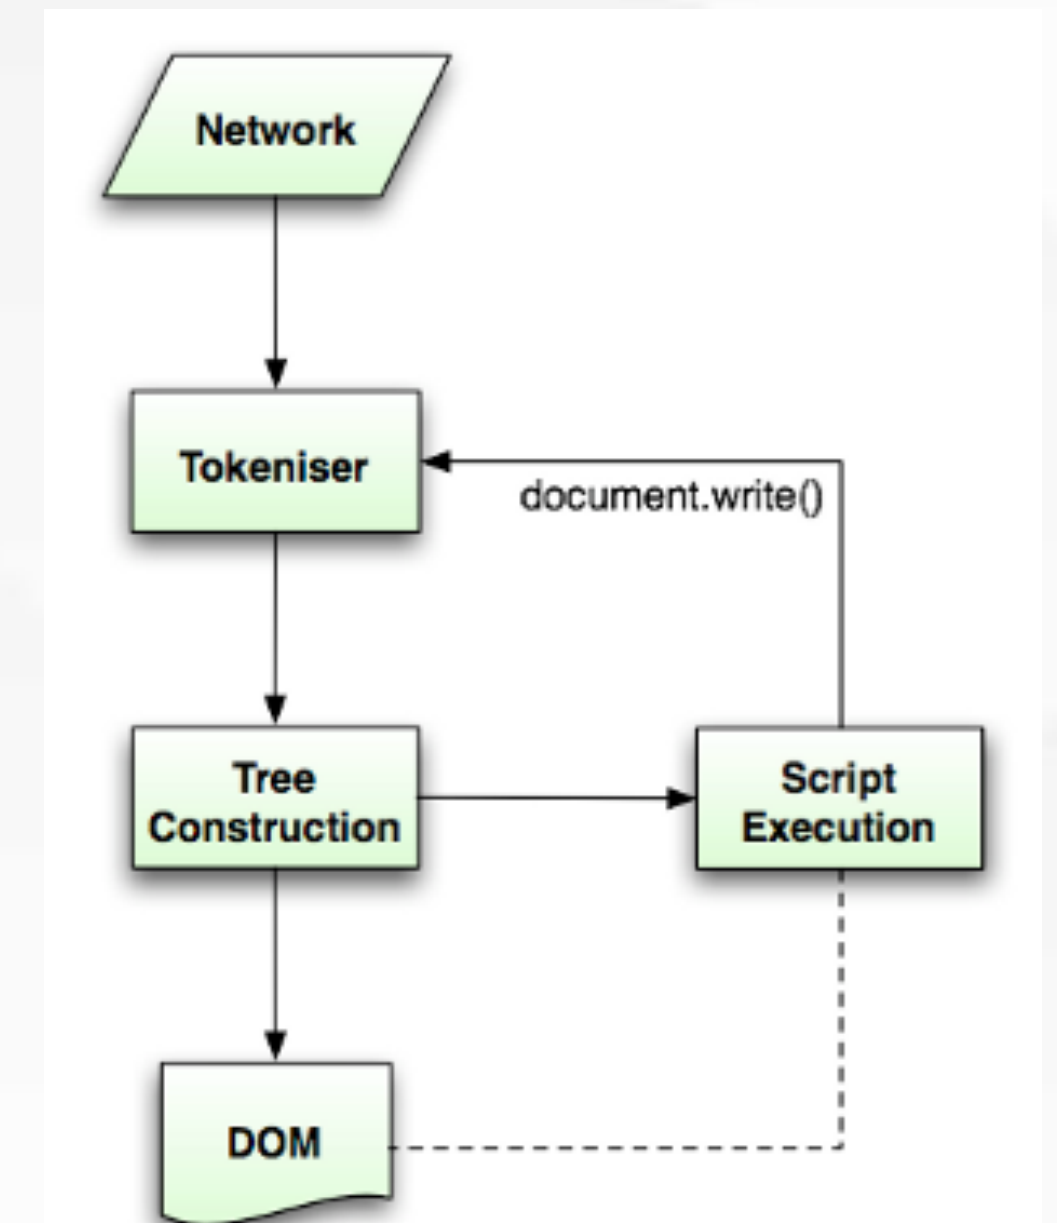 Network
Tokeniser
document.write()
Tree
Construction
Script
Execution
DOM